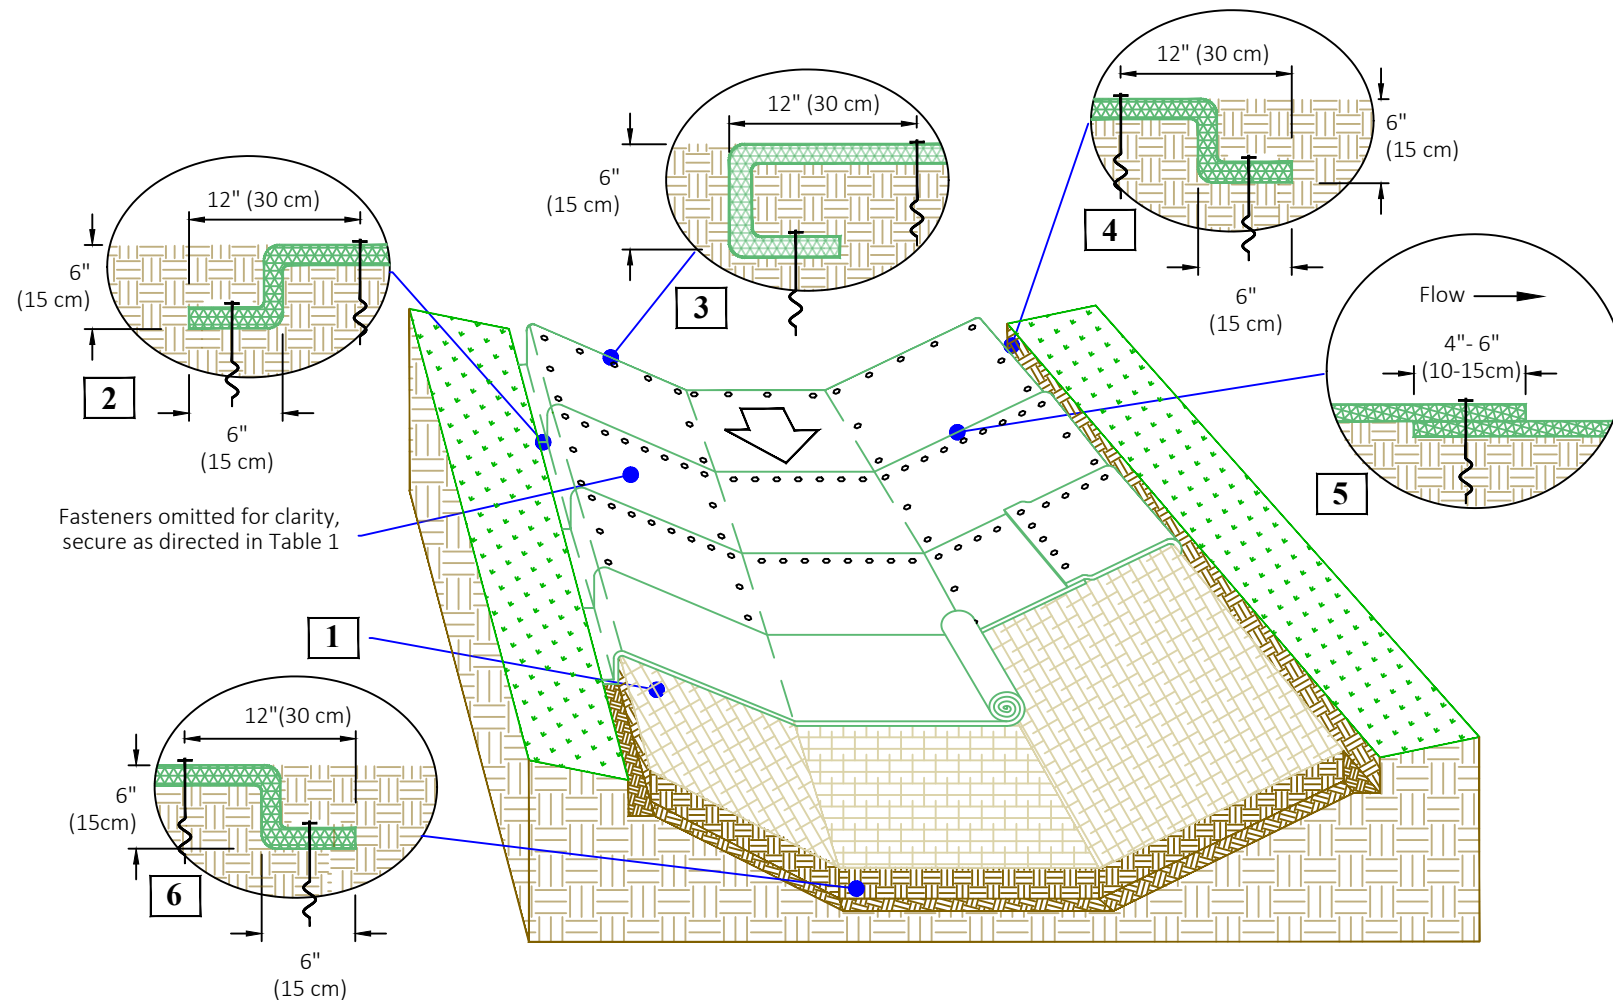 12" (30 cm)
6"
(15 cm)
3
12" (30 cm)
6"
(15 cm)
4
6"
(15 cm)
12" (30 cm)
6"
(15 cm)
2
6"
(15 cm)
Flow
4"- 6"
(10-15cm)
5
Fasteners omitted for clarity,
secure as directed in Table 1
1
12"(30 cm)
6"
(15cm)
6
6"
(15 cm)